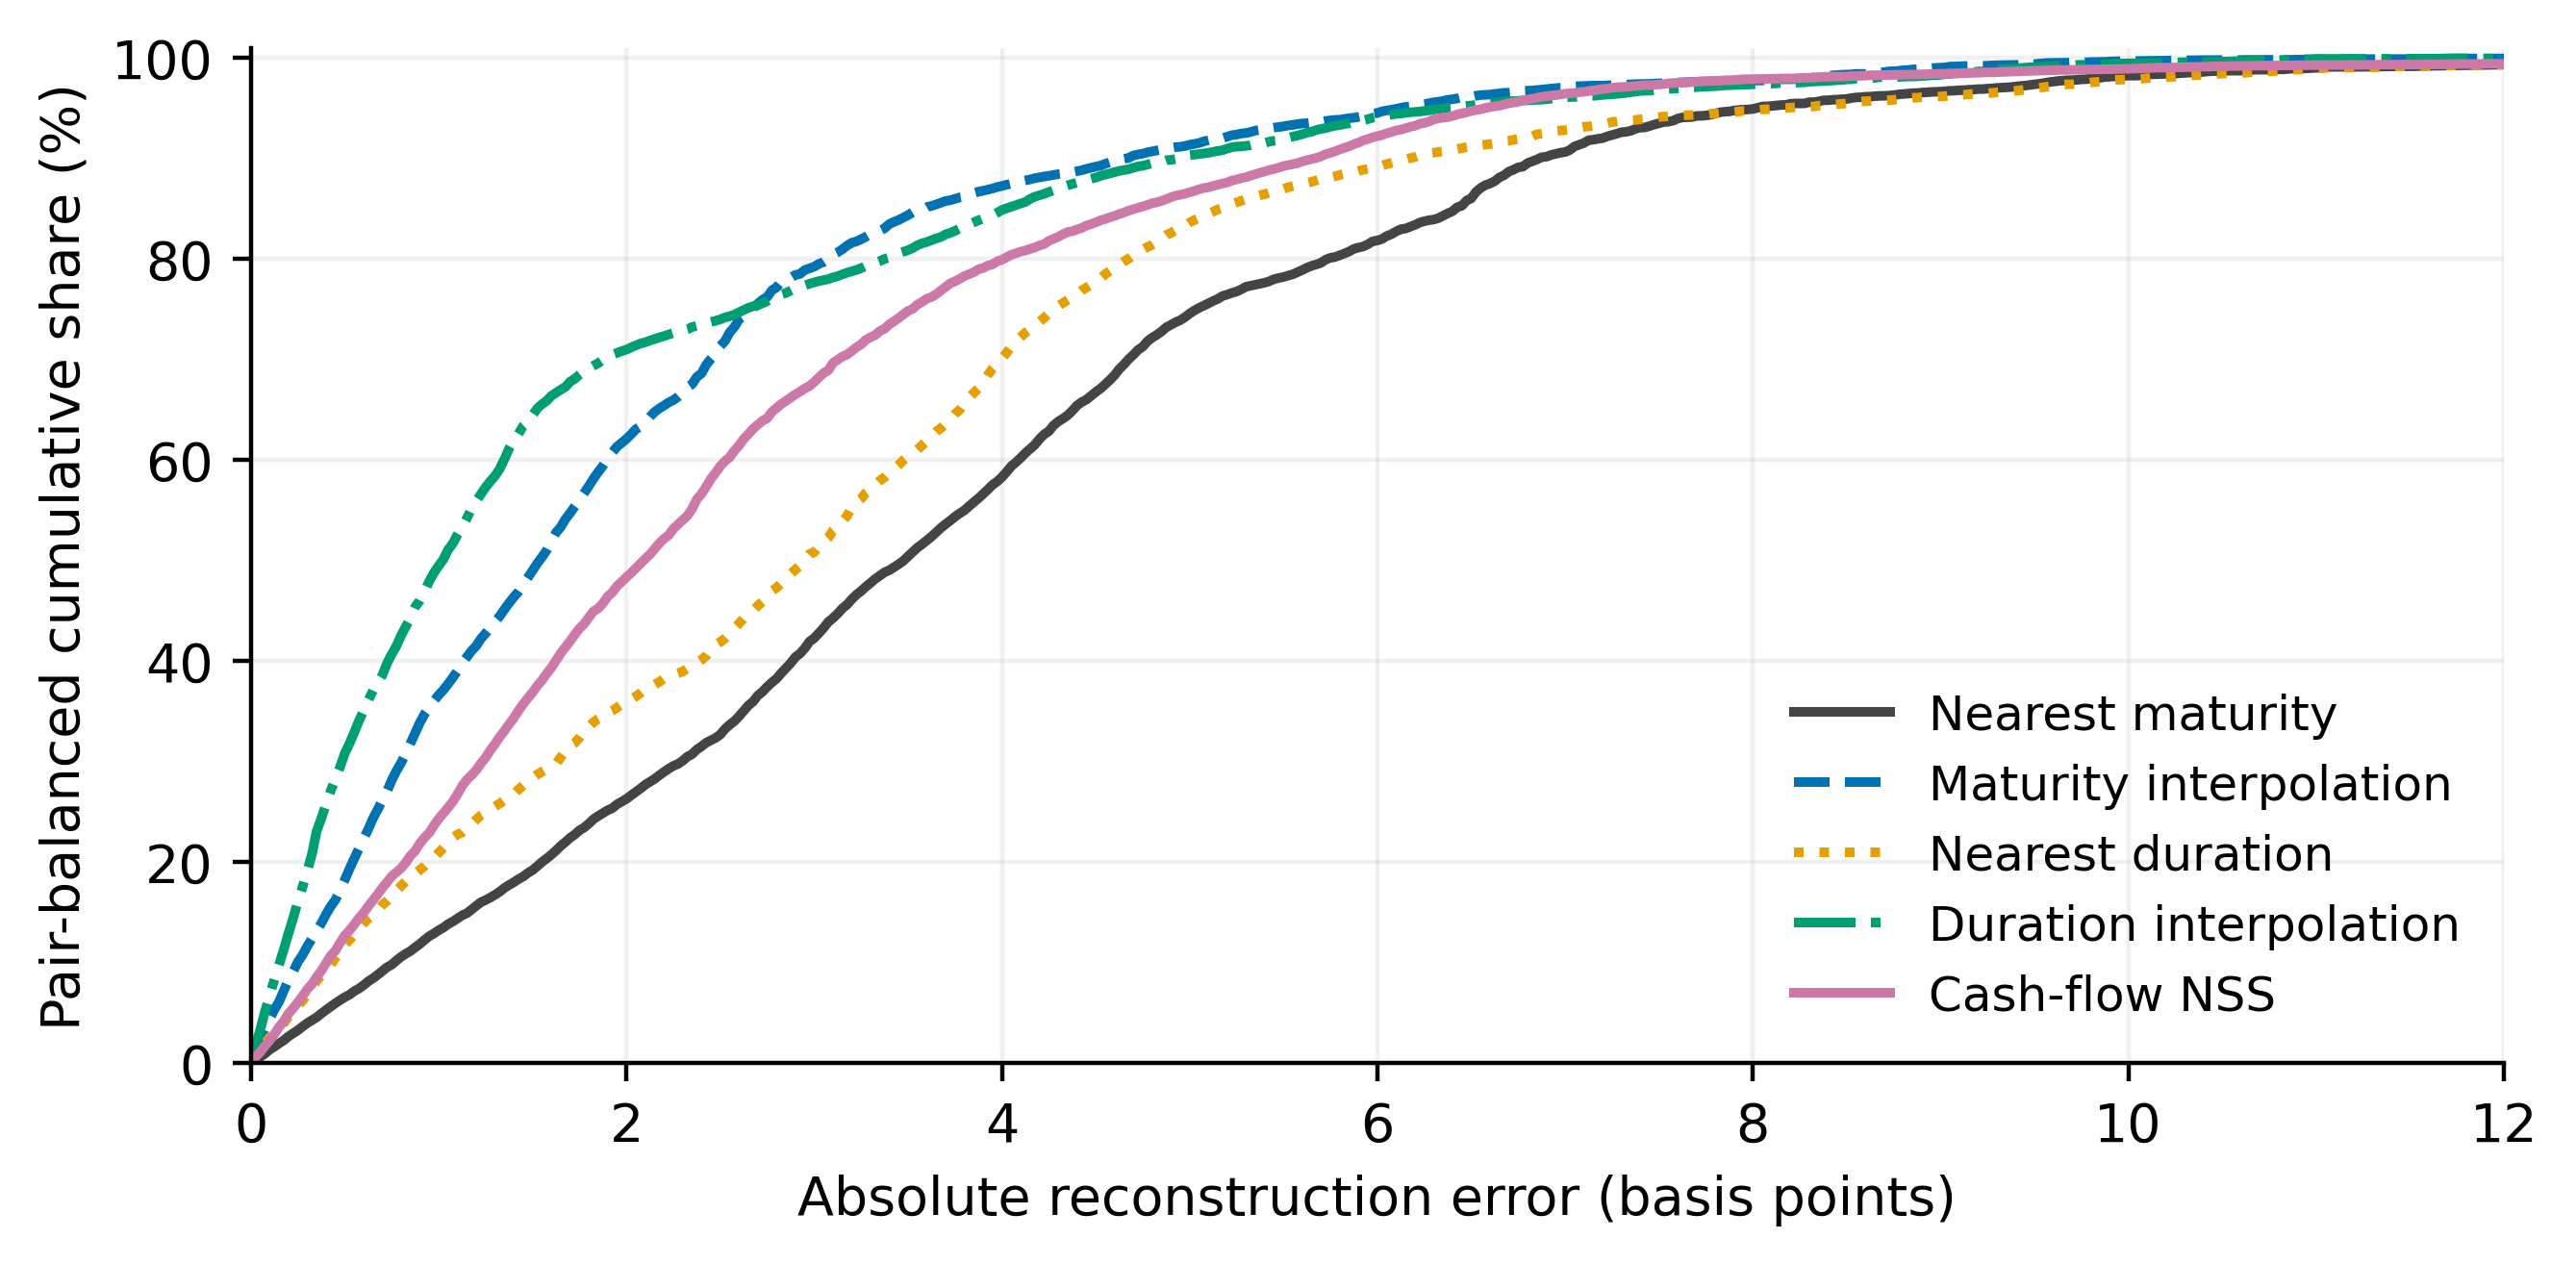 Pair-balanced cumulative share (%)
100
80
60
40
20
0
0 2 4 6 8 10 12
Absolute reconstruction error (basis points)
Nearest maturity
Maturity interpolation
Nearest duration
Duration interpolation
Cash-flow NSS